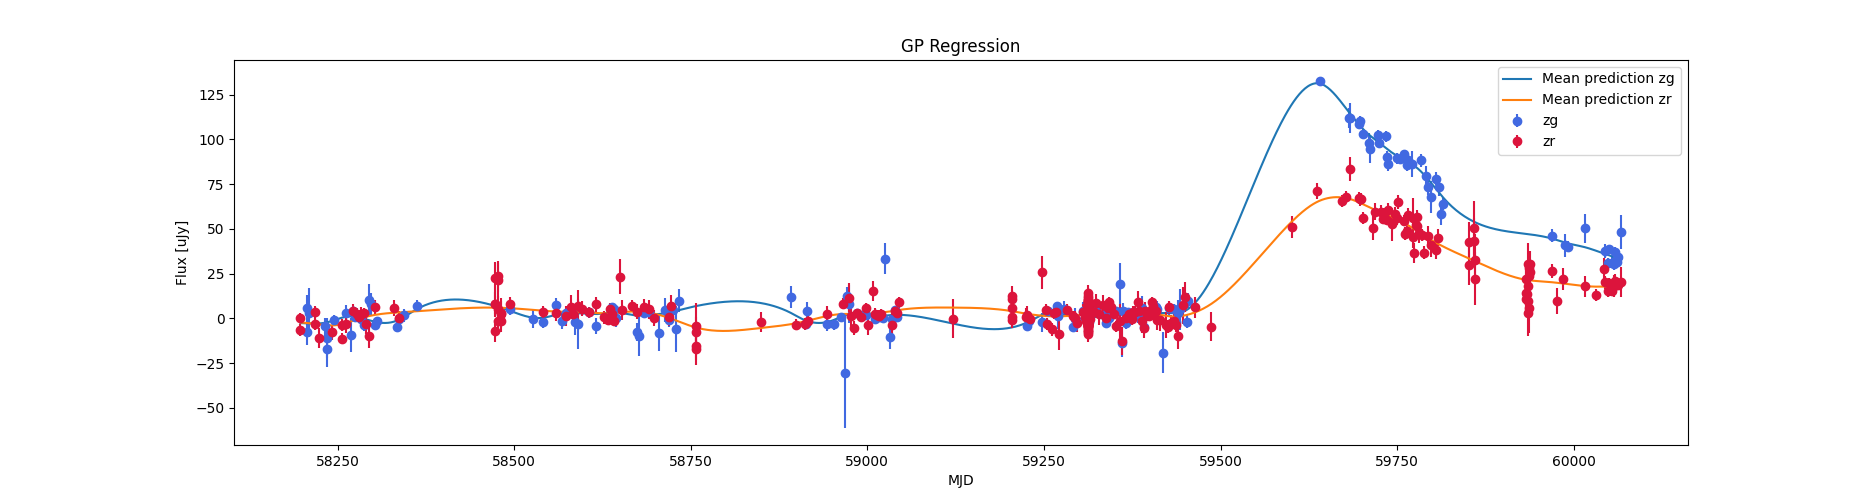 GP Regression
Flux [uJy]
125
100
75
50
25
0
−25
−50
Mean prediction zg
Mean prediction zr
zg
zr
58250 58500 58750 59000 59250 59500 59750 60000
MJD